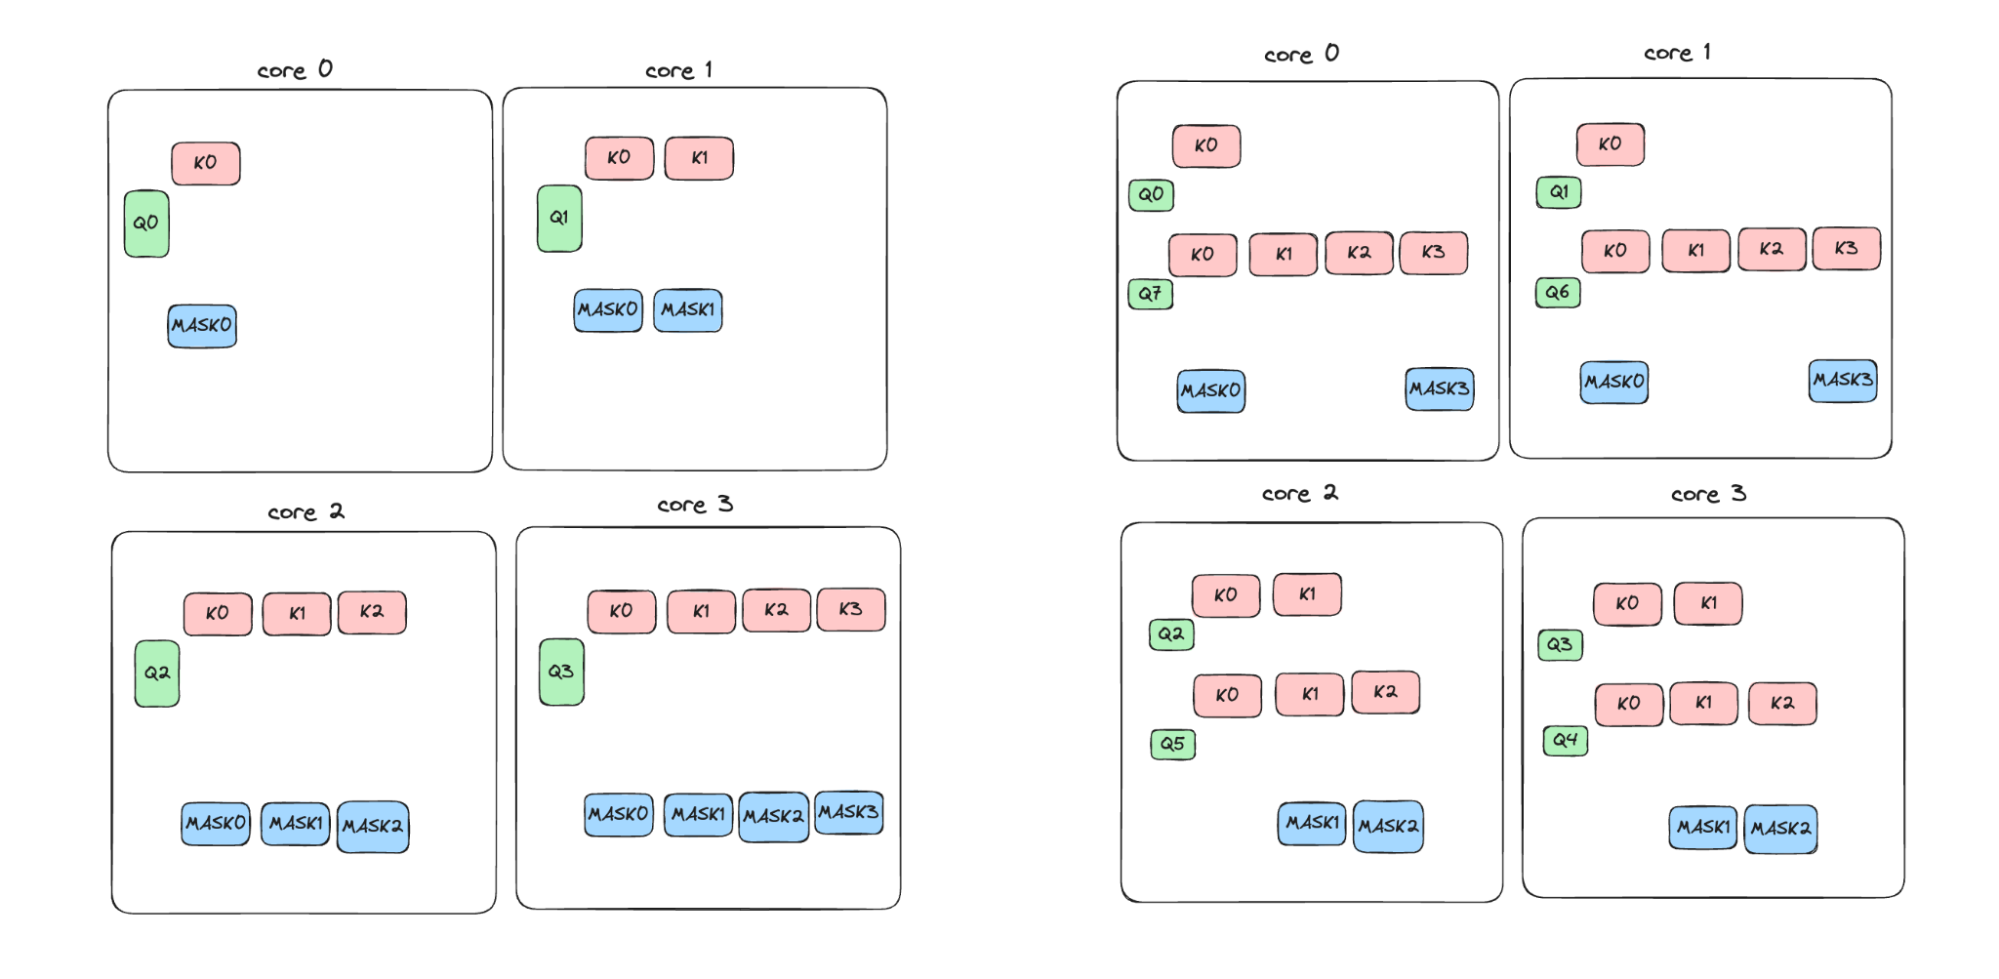 core 0
K0
Q0
MASK0
core 1
K0 K1
Q1
MASK0 MASK1
core 2
K0 K1 K2
Q2
MASK0 MASK1 MASK2
core 3
K0 K1 K2 K3
Q3
MASK0 MASK1 MASK2 MASK3
core 0
K0
Q0
K0 K1 K2 K3
Q7
MASK0 MASK3
core 1
K0
Q1
K0 K1 K2 K3
Q6
MASK0 MASK3
core 2
K0 K1
Q2
K0 K1 K2
Q5
MASK1 MASK2
core 3
K0 K1
Q3
K0 K1 K2
Q4
MASK1 MASK2